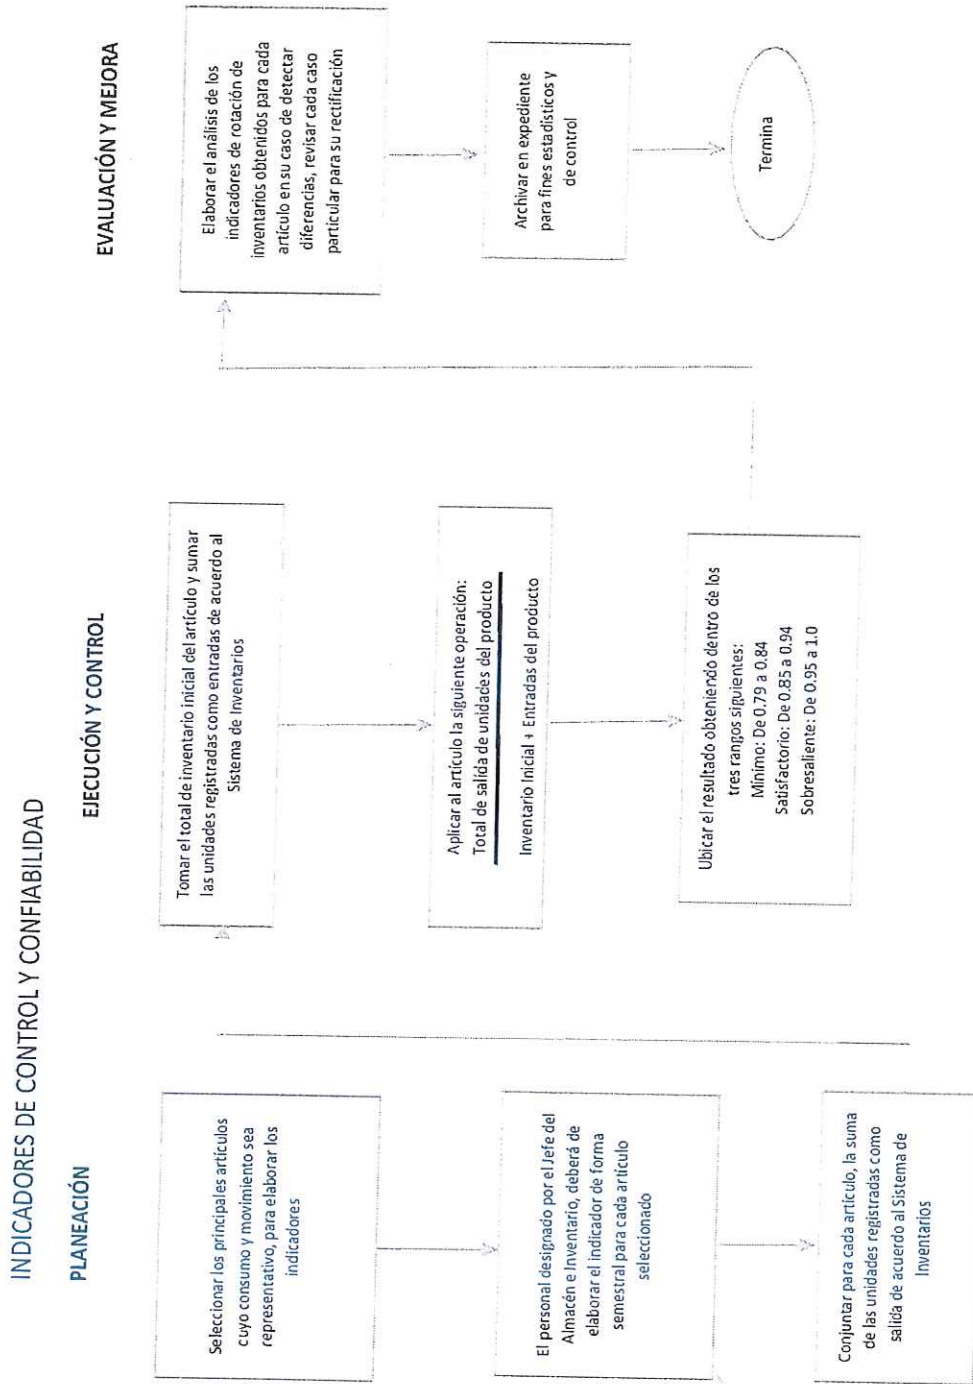 INDICADORES DE CONTROL Y CONFIABILIDAD
PLANEACIÓN
Seleccionar los principales artículos
cuyo consumo y movimiento sea
representativo, para elaborar los
indicadores
El personal designado por el Jefe del
Almacén e Inventario, deberá de
elaborar el indicador de forma
semestral para cada artículo
seleccionado
Conjuntar para cada artículo, la suma
de las unidades registradas como
salida de acuerdo al Sistema de
Inventarios
EJECUCIÓN Y CONTROL
Tomar el total de inventario inicial del artículo y sumar
las unidades registradas como entradas de acuerdo al
Sistema de Inventarios
Aplicar al artículo la siguiente operación:
Total de salida de unidades del producto
Inventario Inicial + Entradas del producto
Ubicar el resultado obteniendo dentro de los
tres rangos siguientes:
Mínimo: De 0.79 a 0.84
Satisfactorio: De 0.85 a 0.94
Sobresaliente: De 0.95 a 1.0
EVALUACIÓN Y MEJORA
Elaborar el análisis de los
indicadores de rotación de
inventarios obtenidos para cada
artículo en su caso de detectar
diferencias, revisar cada caso
particular para su rectificación
Archivar en expediente
para fines estadísticos y
de control
Termina